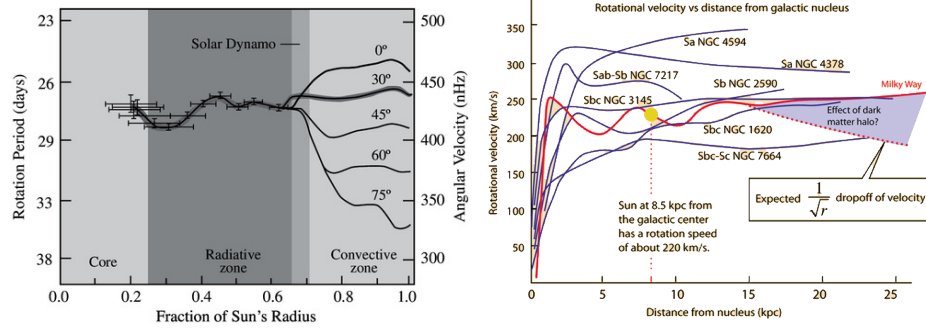 23
26
29
33
38
Rotation Period (days)
Solar Dynamo
0º
30º
45º
60º
75º
Core
Radiative
zone
Convective
zone
500
450
400
350
300
Angular Velocity (nHz)
0.0
0.2
0.4
0.6
0.8
1.0
Fraction of Sun's Radius
Rotational velocity vs distance from galactic nucleus
350
300
250
200
150
100
50
Rotational velocity (km/s)
Sa NGC 4594
Sa NGC 4378
Sab-Sb NGC 7217
Sb NGC 2590
Milky Way
Sbc NGC 3145
Effect of dark
matter halo?
Sbc NGC 1620
Sbc-Sc NGC 7664
Expected 1/√r dropoff of velocity
Sun at 8.5 kpc from
the galactic center
has a rotation speed
of about 220 km/s.
0
5
10
15
20
25
Distance from nucleus (kpc)